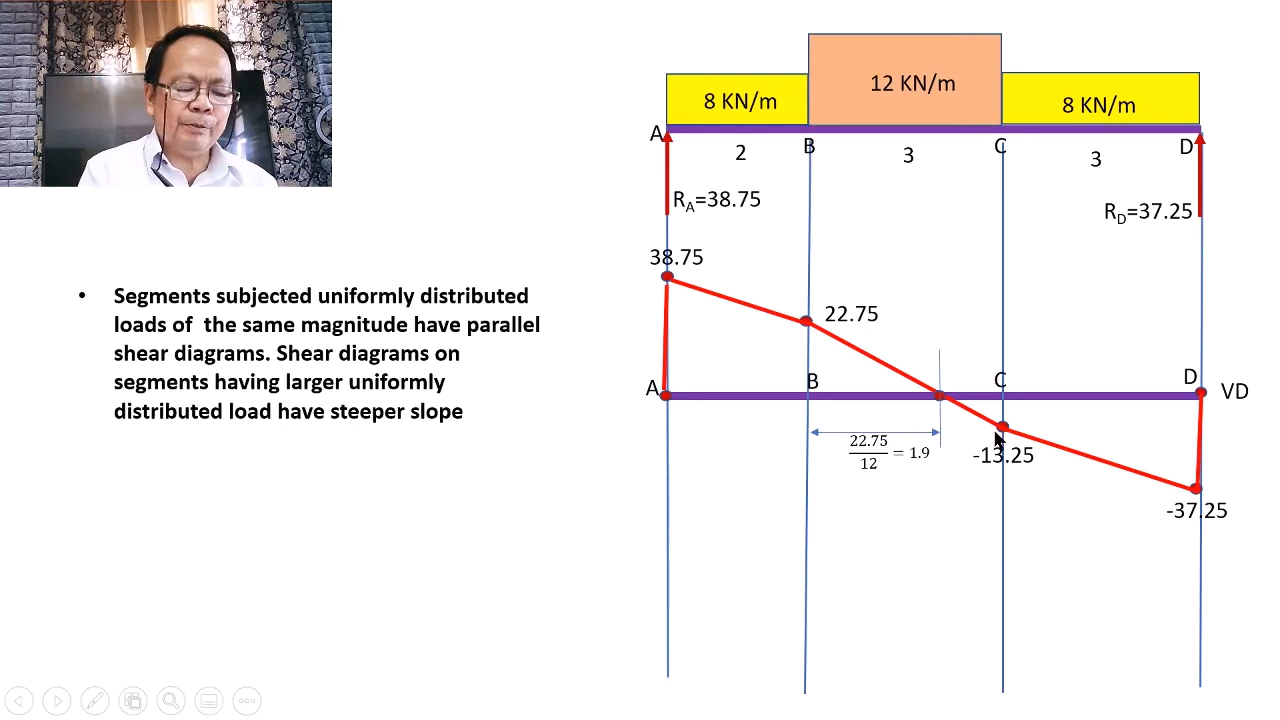 8 KN/m
12 KN/m
8 KN/m
A
B
C
D
2
3
3
R_A=38.75
R_D=37.25
38.75
22.75
• Segments subjected uniformly distributed
loads of the same magnitude have parallel
shear diagrams. Shear diagrams on
segments having larger uniformly
distributed load have steeper slope
A
B
C
D
VD
22.75/12 = 1.9
-13.25
-37.25